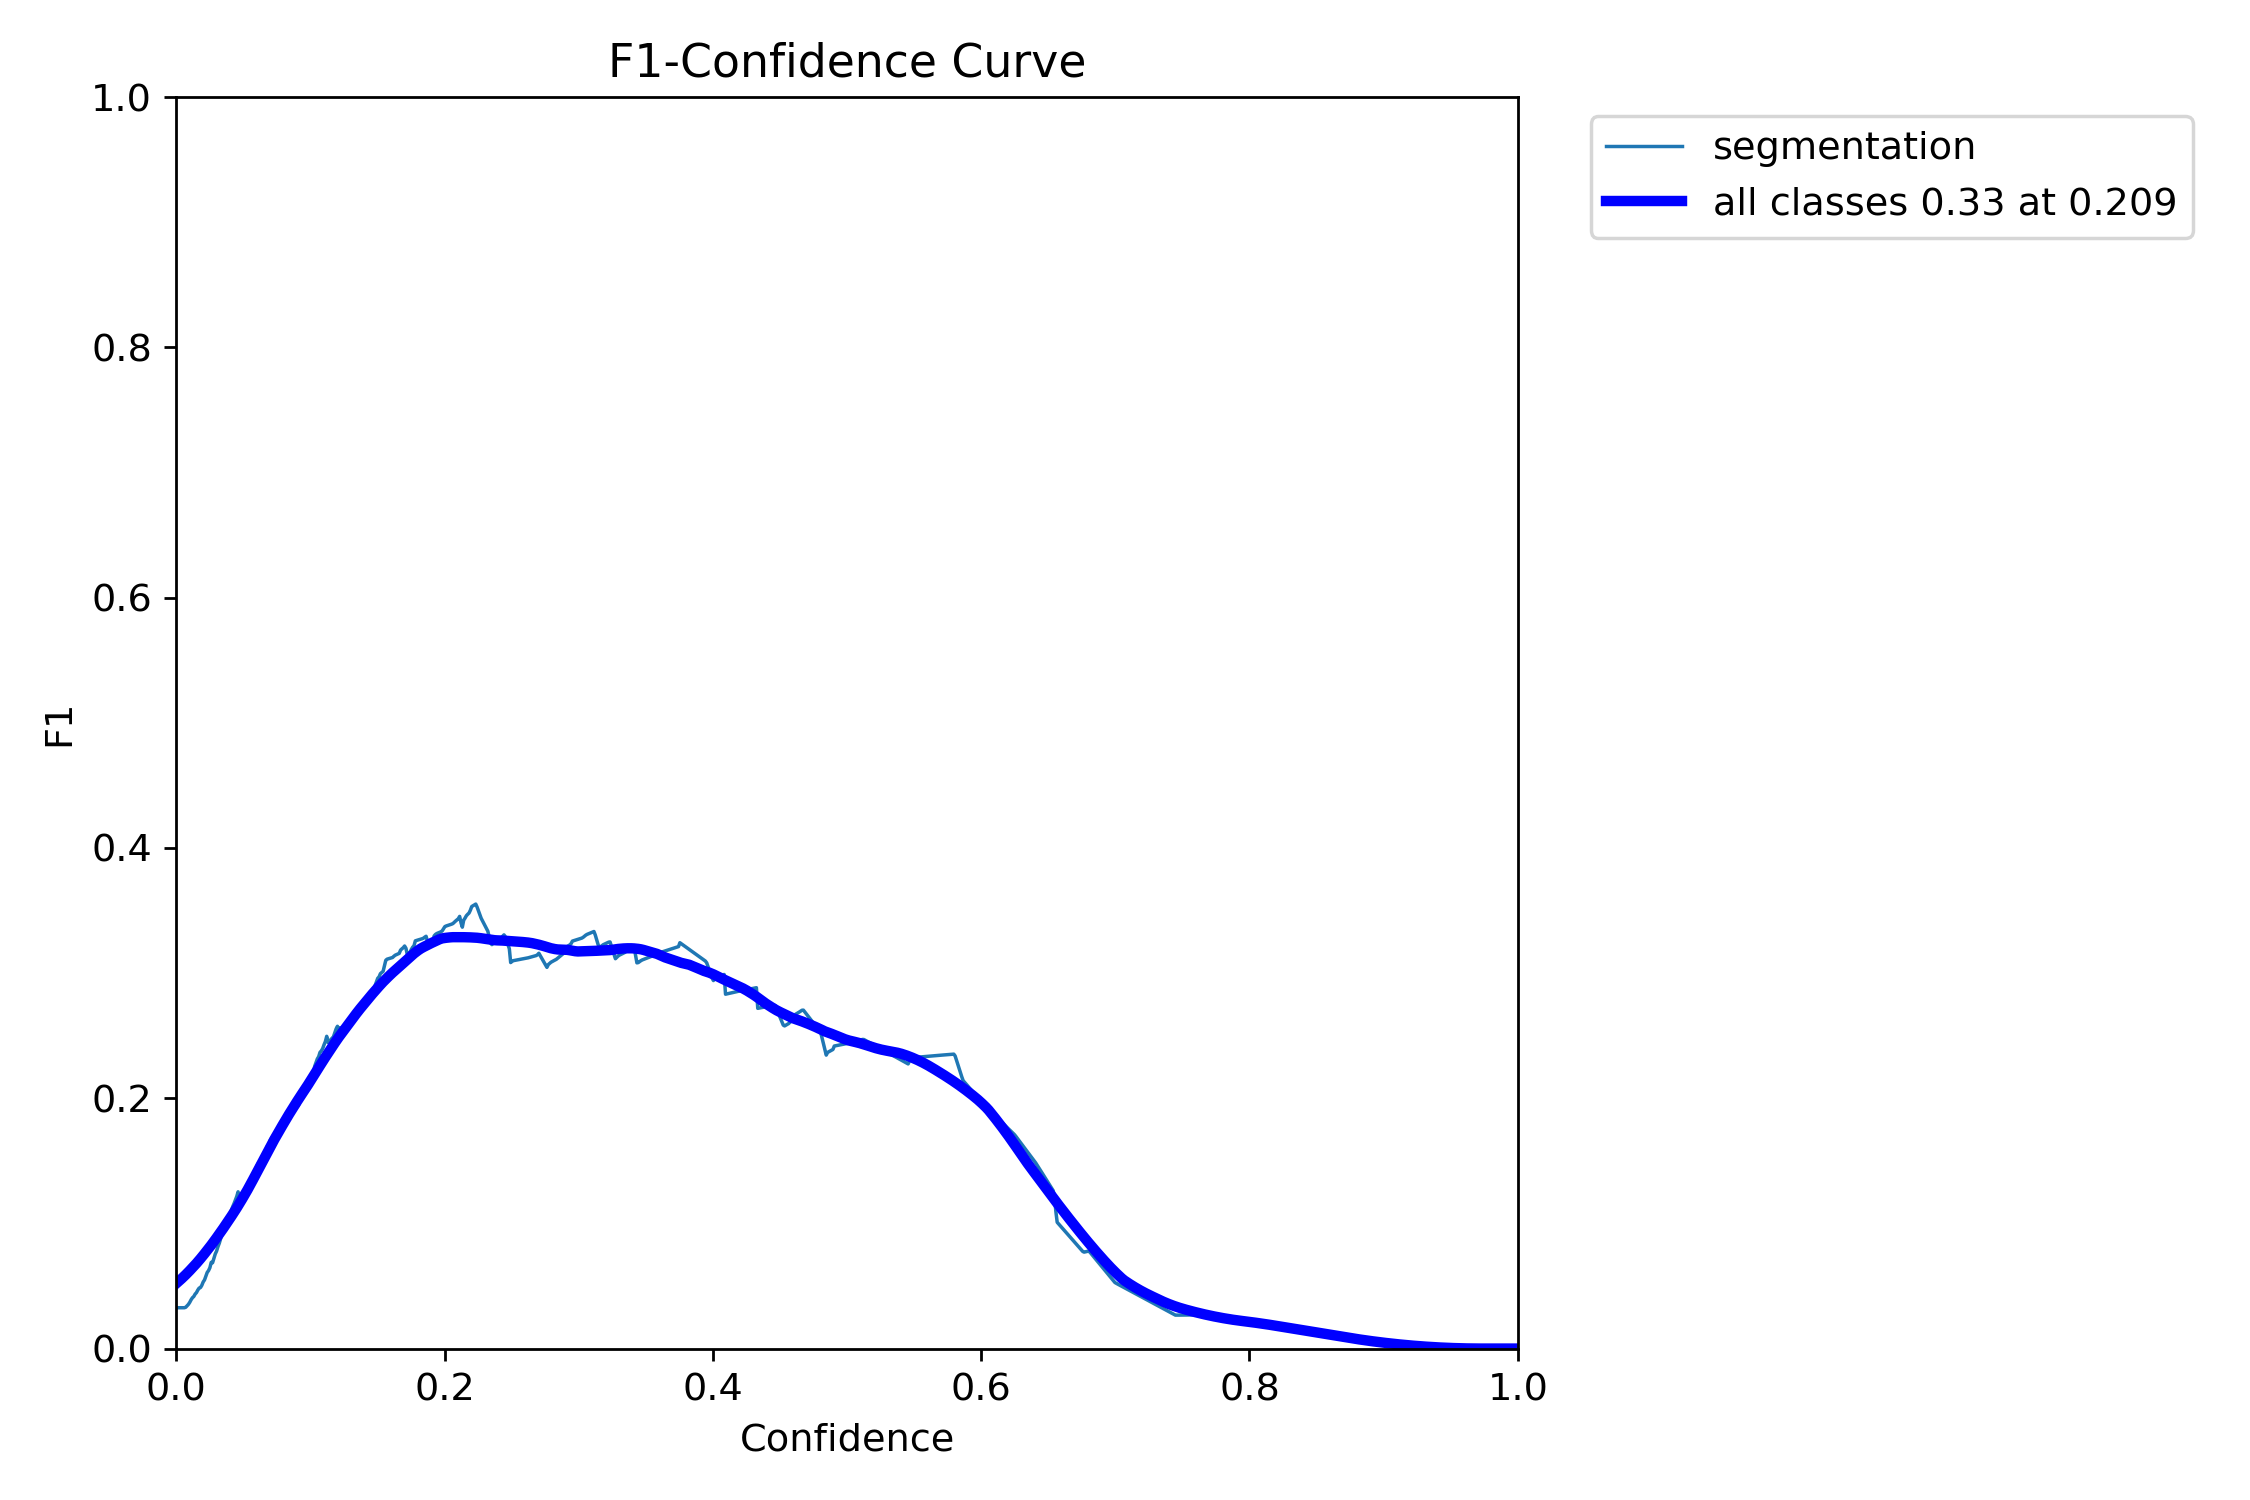 F1-Confidence Curve
1.0
0.8
0.6
0.4
0.2
0.0
F1
0.0 0.2 0.4 0.6 0.8 1.0
Confidence
segmentation
all classes 0.33 at 0.209